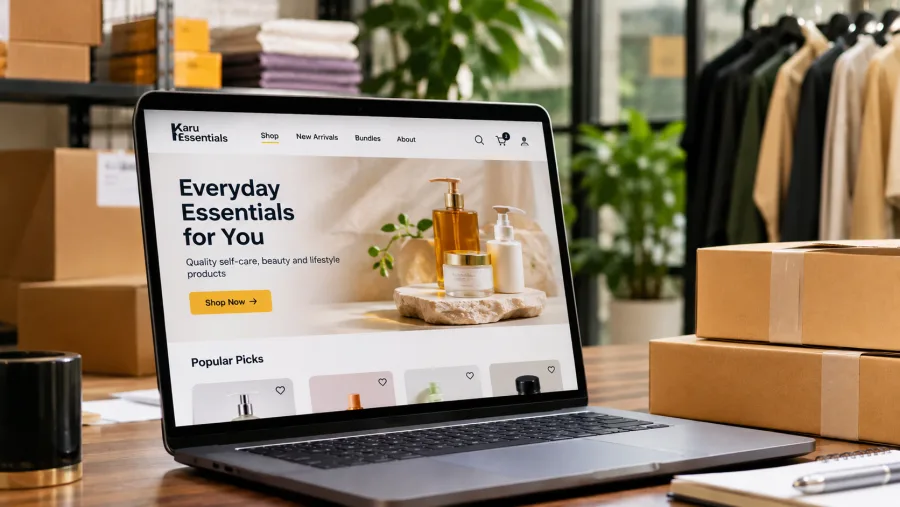 Karu
Essentials
Shop
New Arrivals
Bundles
About
2
Everyday
Essentials
for You
Quality self-care, beauty and lifestyle
products
Shop Now →
Popular Picks